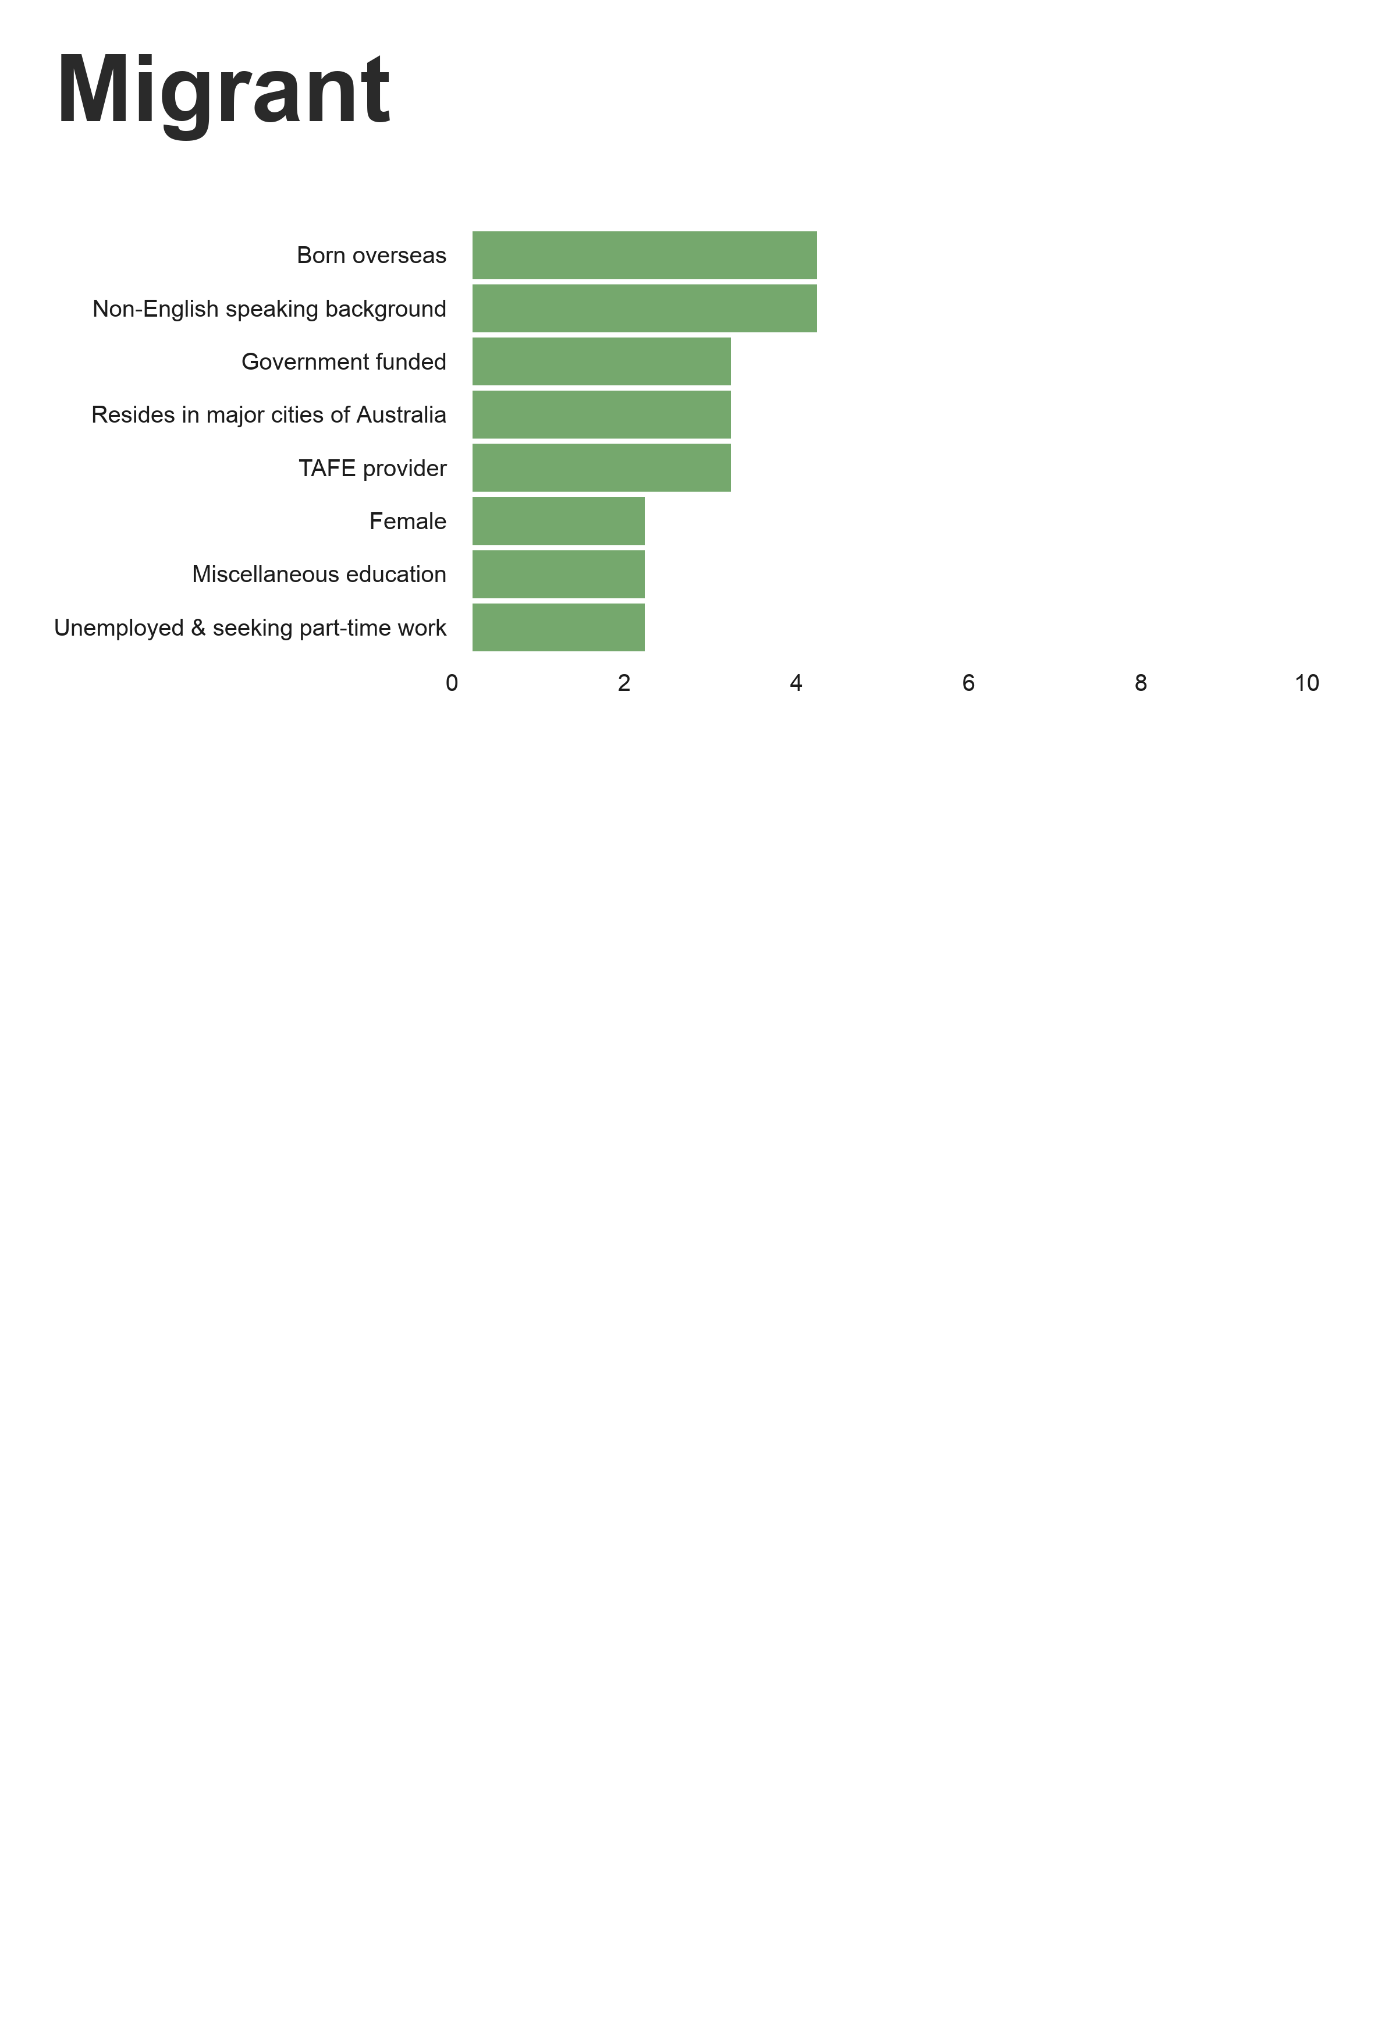 Migrant
Born overseas
Non-English speaking background
Government funded
Resides in major cities of Australia
TAFE provider
Female
Miscellaneous education
Unemployed & seeking part-time work
0 2 4 6 8 10